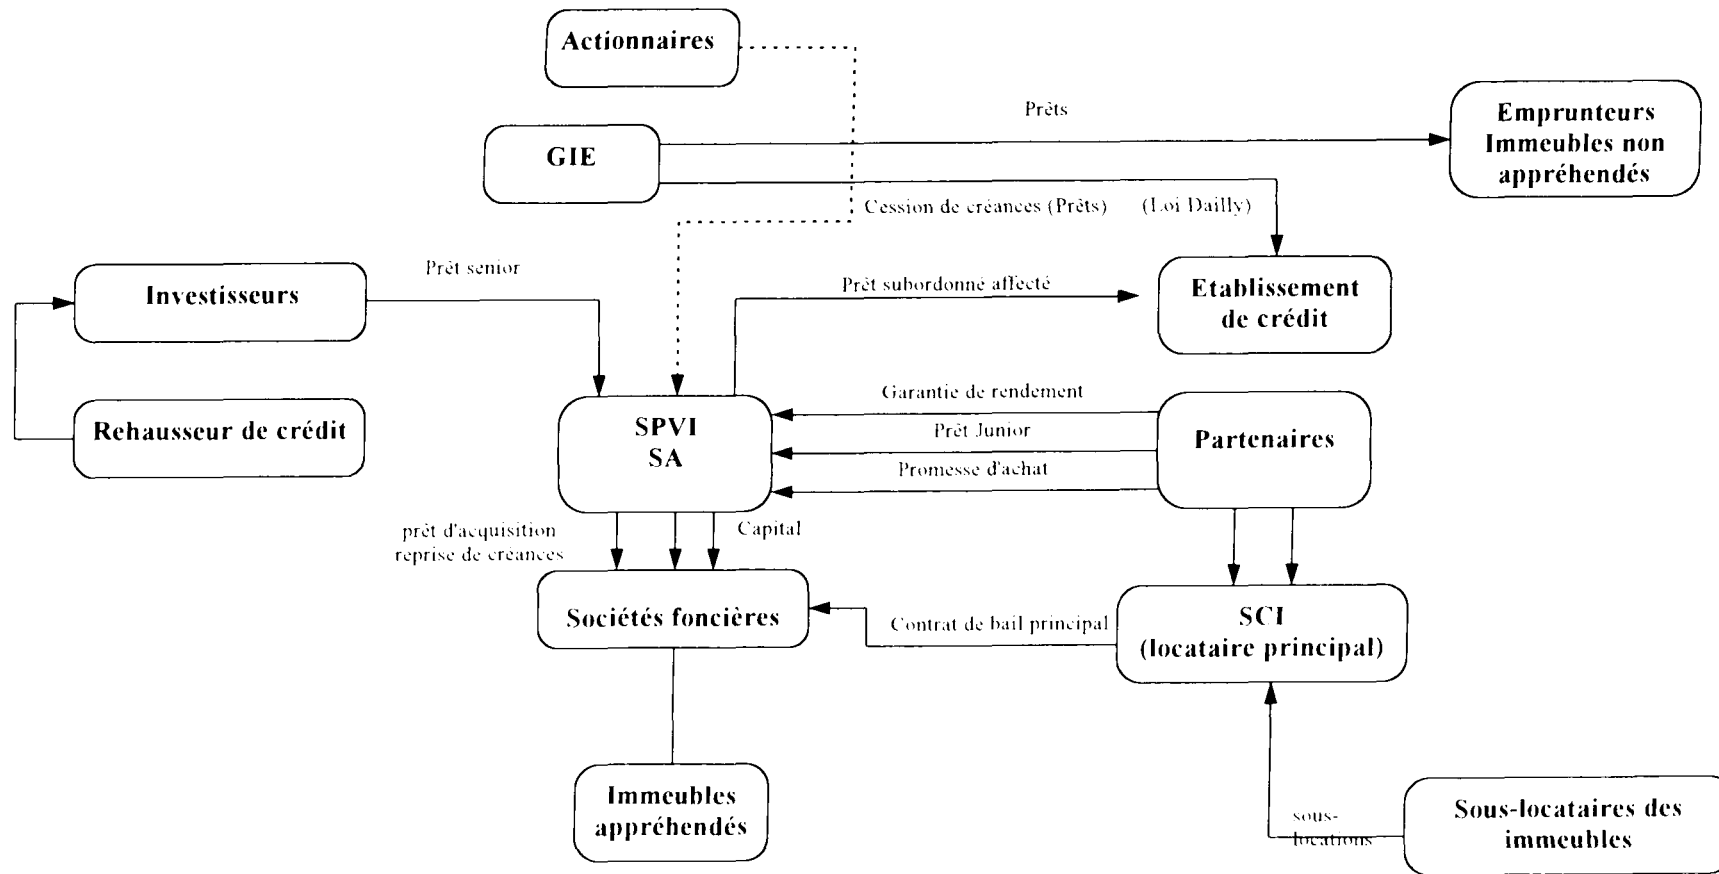 Actionnaires
Prêts
Emprunteurs
Immeubles non
appréhendés
GIE
Cession de créances (Prêts) (Loi Dailly)
Prêt senior
Investisseurs
Prêt subordonné affecté
Etablissement
de crédit
Rehausseur de crédit
SPVI
SA
Garantie de rendement
Prêt Junior
Promesse d'achat
Partenaires
prêt d'acquisition
reprise de créances
Capital
Sociétés foncières
Contrat de bail principal
SCI
(locataire principal)
Immeubles
appréhendés
sous-
locations
Sous-locataires des
immeubles